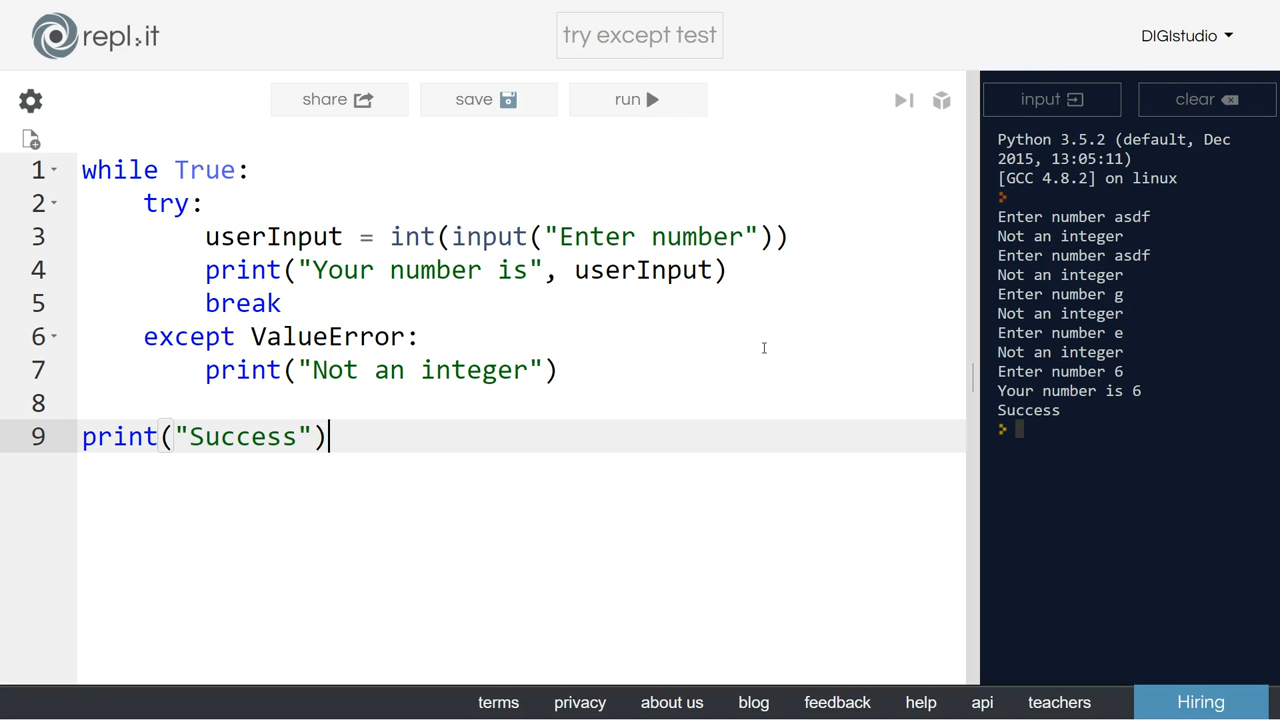 repl.it
try except test
DIGIstudio
share
save
run
input
clear
1 while True:
2     try:
3         userInput = int(input("Enter number"))
4         print("Your number is", userInput)
5         break
6     except ValueError:
7         print("Not an integer")
8
9 print("Success")
Python 3.5.2 (default, Dec
2015, 13:05:11)
[GCC 4.8.2] on linux
Enter number asdf
Not an integer
Enter number asdf
Not an integer
Enter number g
Not an integer
Enter number e
Not an integer
Enter number 6
Your number is 6
Success
terms privacy about us blog feedback help api teachers Hiring